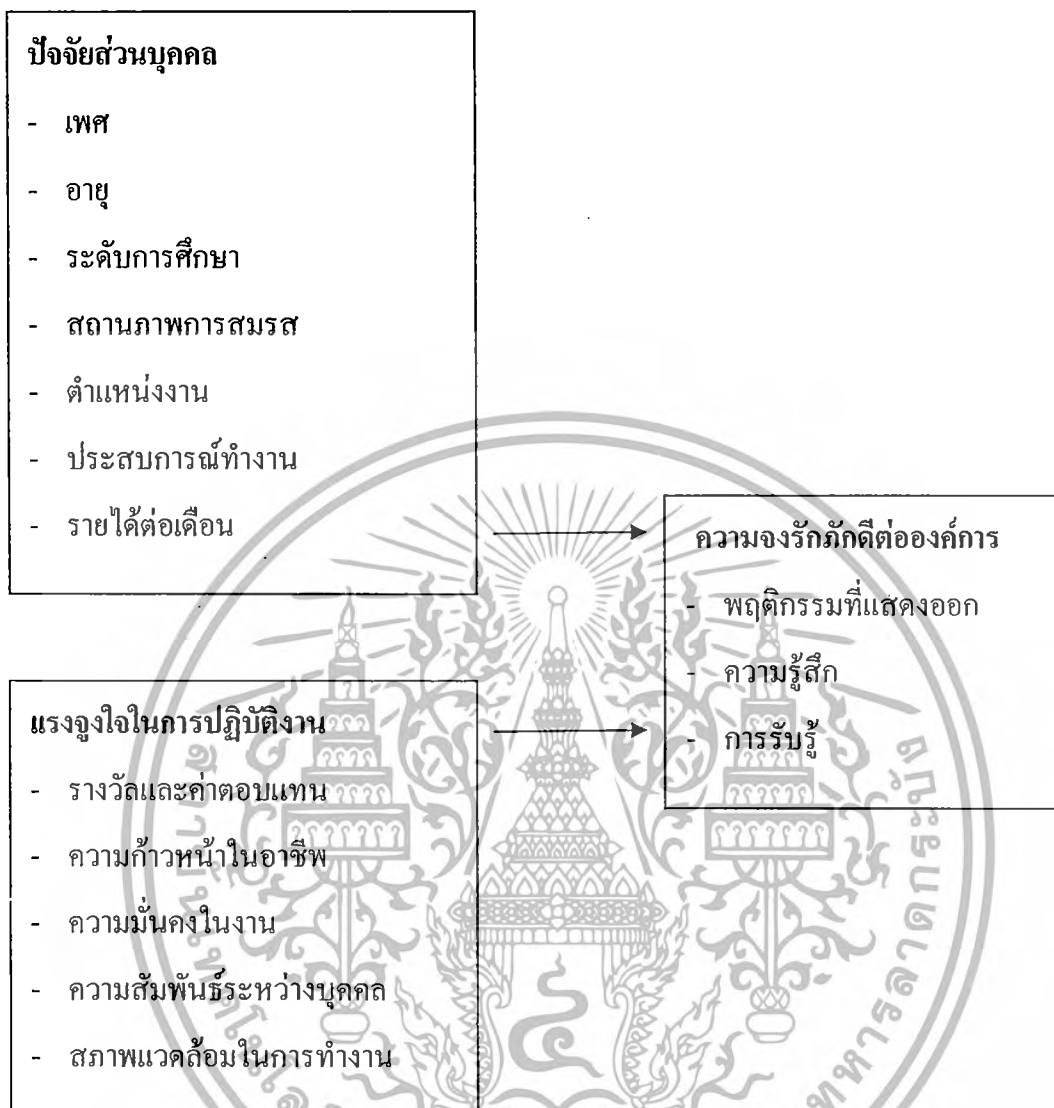 ปัจจัยส่วนบุคคล
- เพศ
- อายุ
- ระดับการศึกษา
- สถานภาพการสมรส
- ตำแหน่งงาน
- ประสบการณ์ทำงาน
- รายได้ต่อเดือน
ความจงรักภักดีต่อองค์การ
- พฤติกรรมที่แสดงออก
- ความรู้สึก
- การรับรู้
แรงจูงใจในการปฏิบัติงาน
- รางวัลและค่าตอบแทน
- ความก้าวหน้าในอาชีพ
- ความมั่นคงในงาน
- ความสัมพันธ์ระหว่างบุคคล
- สภาพแวดล้อมในการทำงาน